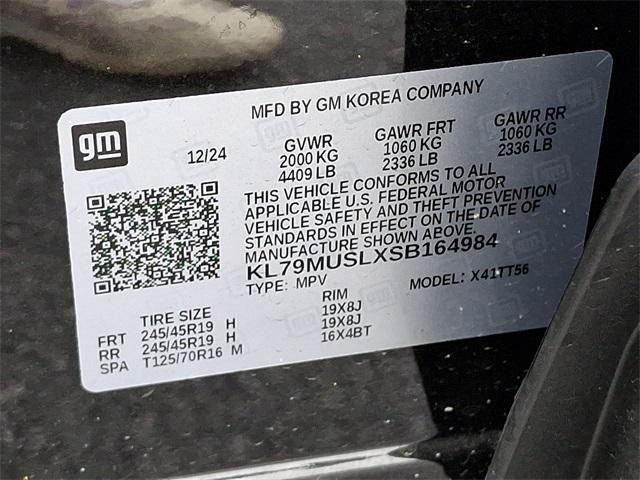 MFD BY GM KOREA COMPANY
gm
12/24
GVWR
2000 KG
4409 LB
GAWR FRT
1060 KG
2336 LB
GAWR RR
1060 KG
2336 LB
THIS VEHICLE CONFORMS TO ALL
APPLICABLE U.S. FEDERAL MOTOR
VEHICLE SAFETY AND THEFT PREVENTION
STANDARDS IN EFFECT ON THE DATE OF
MANUFACTURE SHOWN ABOVE.
KL79MUSLXSB164984
TYPE: MPV MODEL: X41TT56
TIRE SIZE RIM
FRT 245/45R19 H 19X8J
RR 245/45R19 H 19X8J
SPA T125/70R16 M 16X4BT